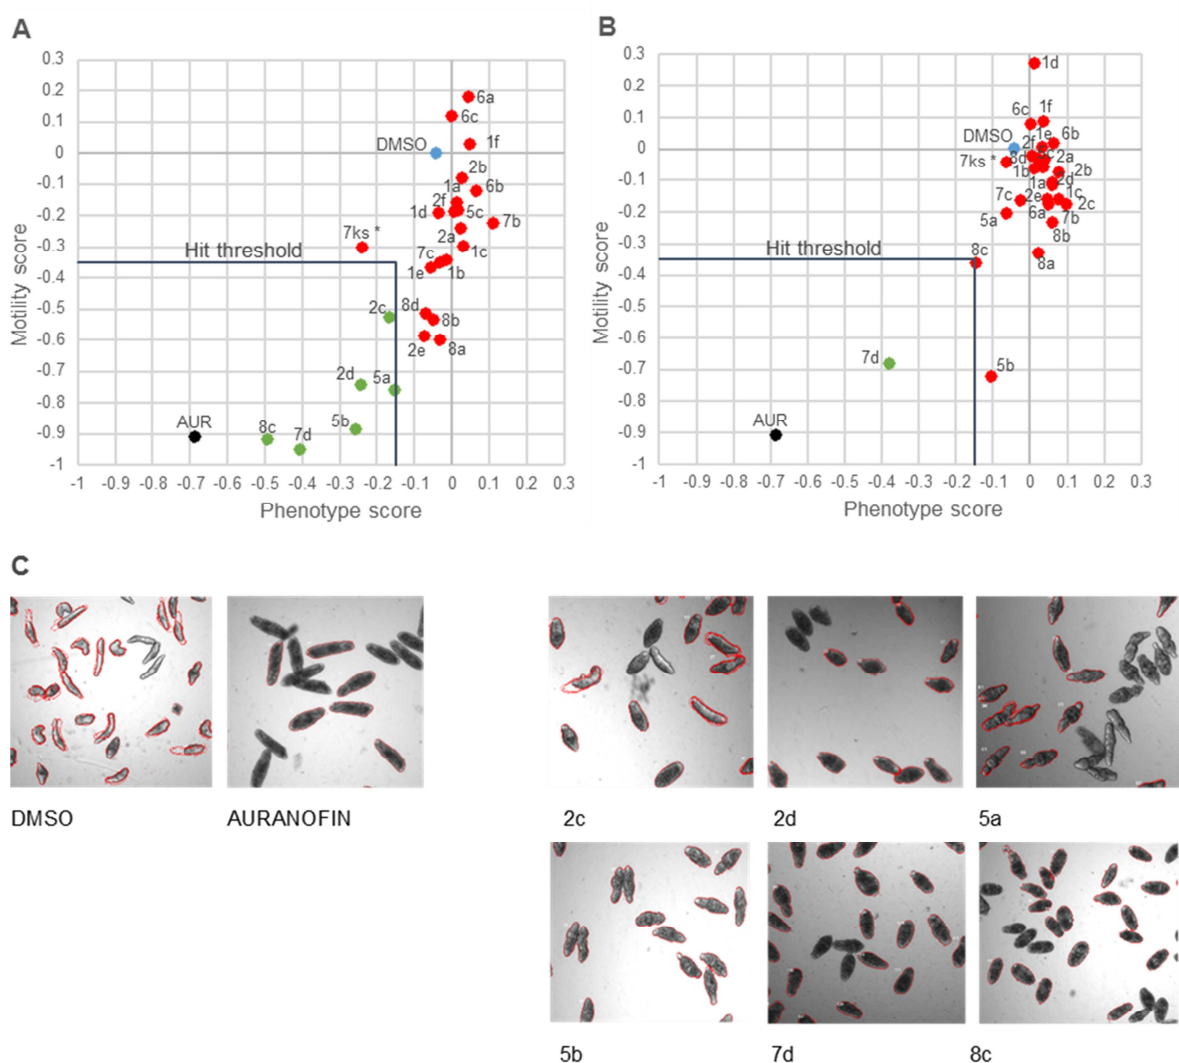 A
B
0.3
0.2
0.1
0
-0.1
-0.2
-0.3
-0.4
-0.5
-0.6
-0.7
-0.8
-0.9
-1
Motility score
6a
6c
1f
DMSO
2b
1a
6b
2f
1d
5c
7b
2a
7ks *
7c
1c
Hit threshold
1e
1b
2c
8d
8b
2e
8a
2d
5a
5b
AUR
8c
7d
-1 -0.9 -0.8 -0.7 -0.6 -0.5 -0.4 -0.3 -0.2 -0.1 0 0.1 0.2 0.3
Phenotype score
0.3
0.2
0.1
0
-0.1
-0.2
-0.3
-0.4
-0.5
-0.6
-0.7
-0.8
-0.9
-1
Motility score
1d
6c
1f
DMSO
2f
1e
6b
7ks *
8d
2a
1b
2b
1a
2d
7c
2e
1c
2c
5a
6a
7b
8b
Hit threshold
8c
8a
7d
5b
AUR
-1 -0.9 -0.8 -0.7 -0.6 -0.5 -0.4 -0.3 -0.2 -0.1 0 0.1 0.2 0.3
Phenotype score
C
DMSO
AURANOFIN
2c
2d
5a
5b
7d
8c